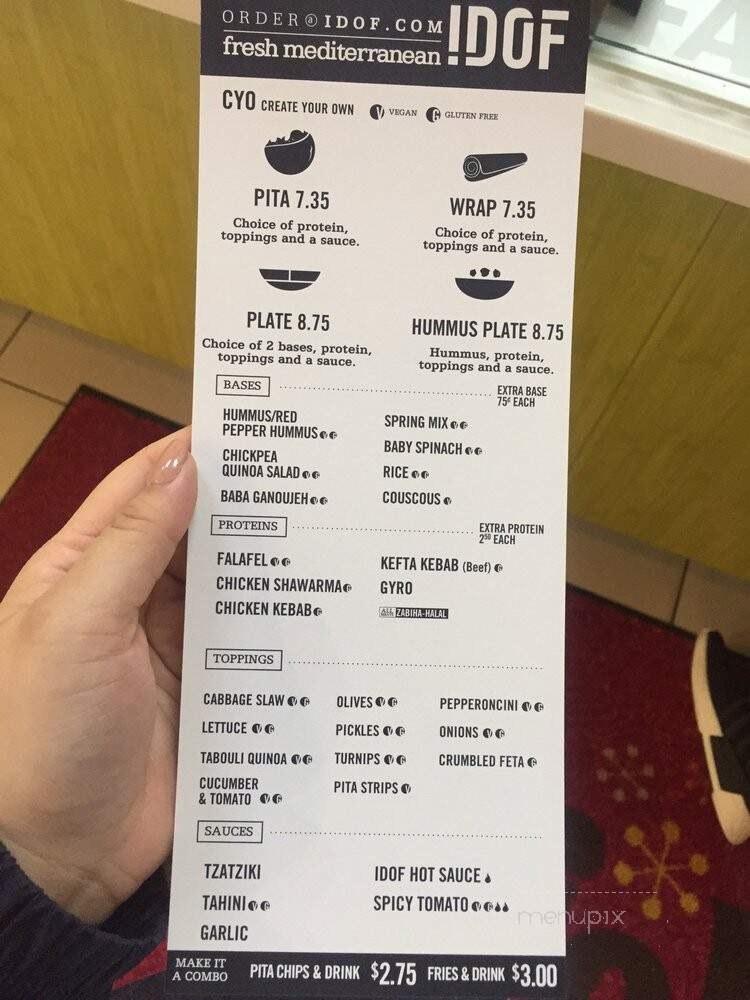 ORDER@IDOF.COM
fresh mediterranean
IDOF
CYO CREATE YOUR OWN
V VEGAN
G GLUTEN FREE
PITA 7.35
Choice of protein,
toppings and a sauce.
WRAP 7.35
Choice of protein,
toppings and a sauce.
PLATE 8.75
Choice of 2 bases, protein,
toppings and a sauce.
HUMMUS PLATE 8.75
Hummus, protein,
toppings and a sauce.
BASES
EXTRA BASE
75¢ EACH
HUMMUS/RED
PEPPER HUMMUS V G
CHICKPEA
QUINOA SALAD V G
BABA GANOUJEH V G
SPRING MIX V G
BABY SPINACH V G
RICE V G
COUSCOUS V
PROTEINS
EXTRA PROTEIN
2⁵⁰ EACH
FALAFEL V G
CHICKEN SHAWARMA G
CHICKEN KEBAB G
KEFTA KEBAB (Beef) G
GYRO
ZABIHA-HALAL
TOPPINGS
CABBAGE SLAW V G
LETTUCE V G
TABOULI QUINOA V G
CUCUMBER
& TOMATO V G
OLIVES V G
PICKLES V G
TURNIPS V G
PITA STRIPS V
PEPPERONCINI V G
ONIONS V G
CRUMBLED FETA G
SAUCES
TZATZIKI
TAHINI V G
GARLIC
IDOF HOT SAUCE
SPICY TOMATO V G
MAKE IT
A COMBO
PITA CHIPS & DRINK $2.75
FRIES & DRINK $3.00
menupix